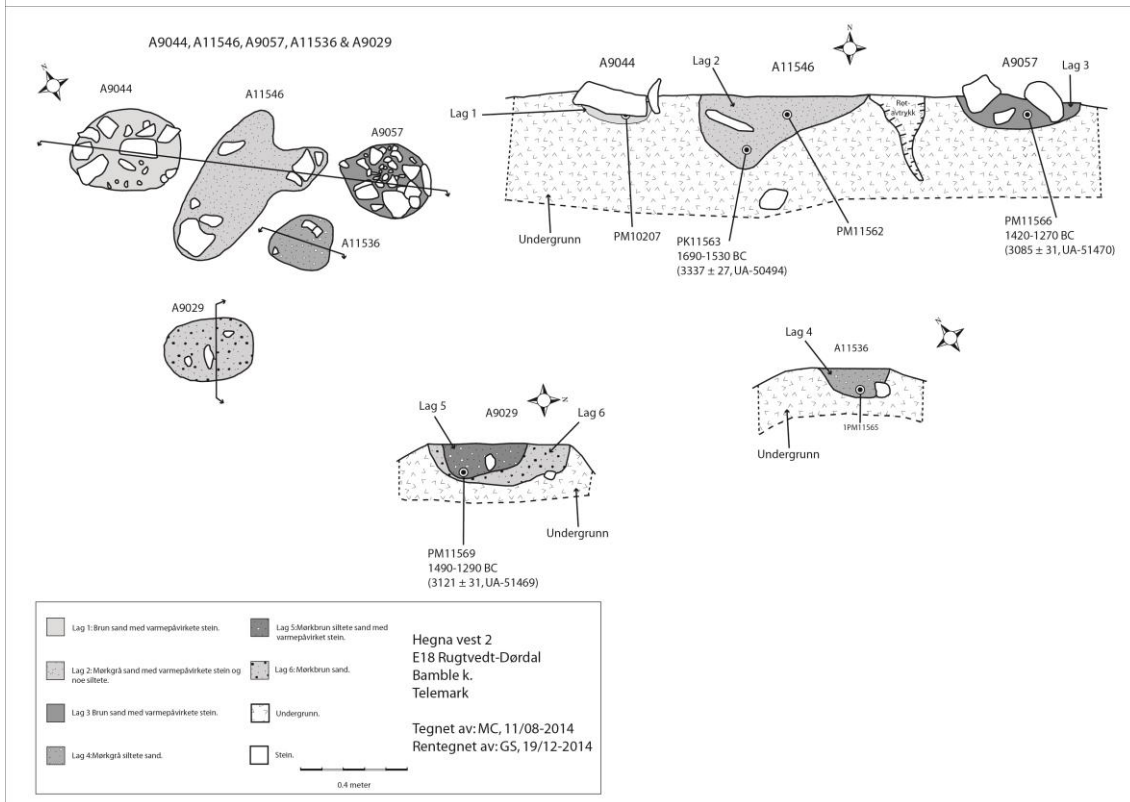 A9044, A11546, A9057, A11536 & A9029
N
A9044
A11546
A9057
A11536
A9029
N
A9044
Lag 2
A11546
A9057
Lag 3
Lag 1
Rot-
avtrykk
Undergrunn
PM10207
PK11563
1690-1530 BC
(3337 ± 27, UA-50494)
PM11562
PM11566
1420-1270 BC
(3085 ± 31, UA-51470)
Lag 4
A11536
N
1PM11565
Undergrunn
Lag 5
A9029
N
Lag 6
Undergrunn
PM11569
1490-1290 BC
(3121 ± 31, UA-51469)
Lag 1: Brun sand med varmepåvirkete stein.
Lag 2: Mørkgrå sand med varmepåvirkete stein og
noe siltete.
Lag 3 Brun sand med varmepåvirkete stein.
Lag 4: Mørkgrå siltete sand.
Lag 5: Mørkbrun siltete sand med
varmepåvirket stein.
Lag 6: Mørkbrun sand.
Undergrunn.
Stein.
0.4 meter
Hegna vest 2
E18 Rugtvedt-Dørdal
Bamble k.
Telemark
Tegnet av: MC, 11/08-2014
Rentegnet av: GS, 19/12-2014